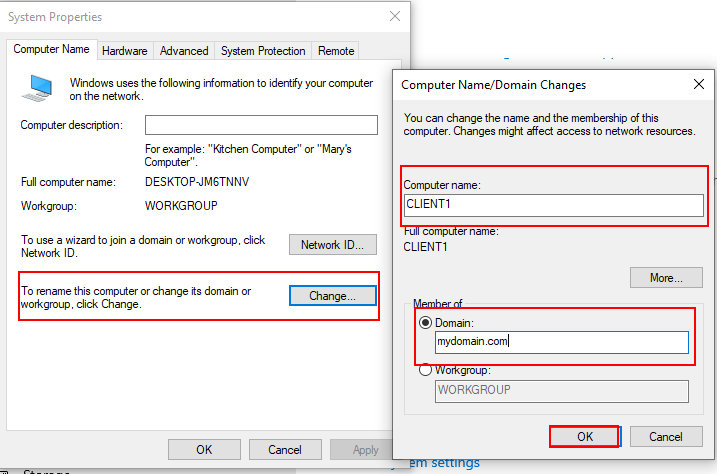 System Properties
Computer Name
Hardware
Advanced
System Protection
Remote
Windows uses the following information to identify your computer
on the network.
Computer description:
For example: "Kitchen Computer" or "Mary's
Computer".
Full computer name:
DESKTOP-JM6TNNV
Workgroup:
WORKGROUP
To use a wizard to join a domain or workgroup, click
Network ID.
Network ID...
To rename this computer or change its domain or
workgroup, click Change.
Change...
OK
Cancel
Apply
Computer Name/Domain Changes
You can change the name and the membership of this
computer. Changes might affect access to network resources.
Computer name:
CLIENT1
Full computer name:
CLIENT1
More...
Member of
Domain:
mydomain.com
Workgroup:
WORKGROUP
OK
Cancel
settings